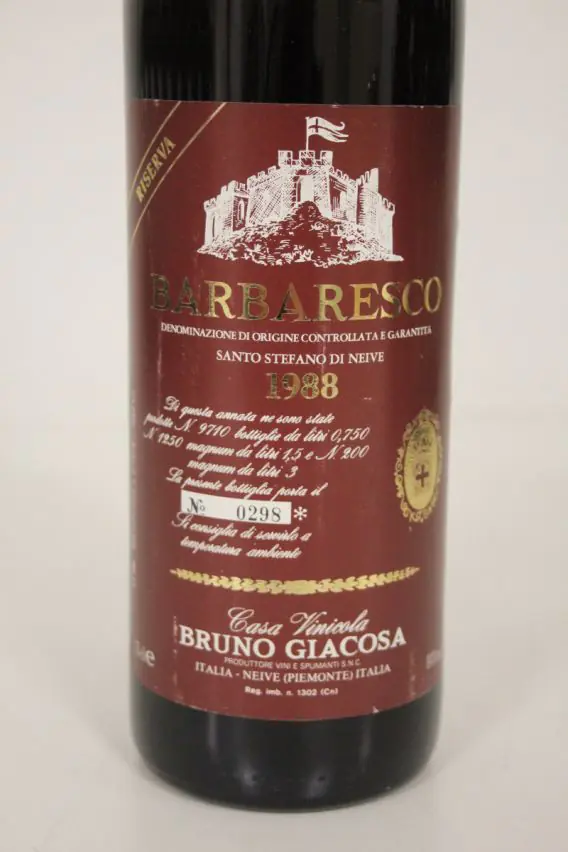 RISERVA
BARBARESCO
DENOMINAZIONE DI ORIGINE CONTROLLATA E GARANTITA
SANTO STEFANO DI NEIVE
1988
Di questa annata ne sono state
prodotte N 9710 bottiglie da litri 0,750
N 1250 magnum da litri 1,5 e N 200
magnum da litri 3
La presente bottiglia porta il
No 0298 *
Si consiglia di servirlo a
temperatura ambiente
Casa Vinicola
BRUNO GIACOSA
PRODUTTORE VINI E SPUMANTI S.N.C.
ITALIA - NEIVE (PIEMONTE) ITALIA
Reg. imb. n. 1302 (Cn)